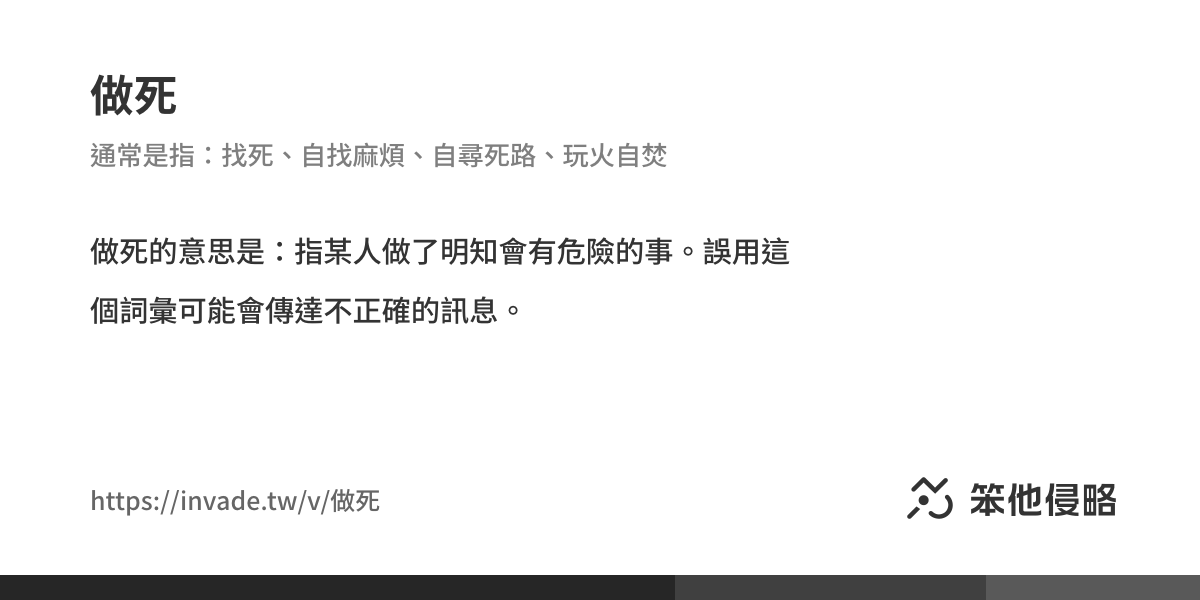 做死
通常是指：找死、自找麻煩、自尋死路、玩火自焚
做死的意思是：指某人做了明知會有危險的事。誤用這
個詞彙可能會傳達不正確的訊息。
https://invade.tw/v/做死
笨他侵略